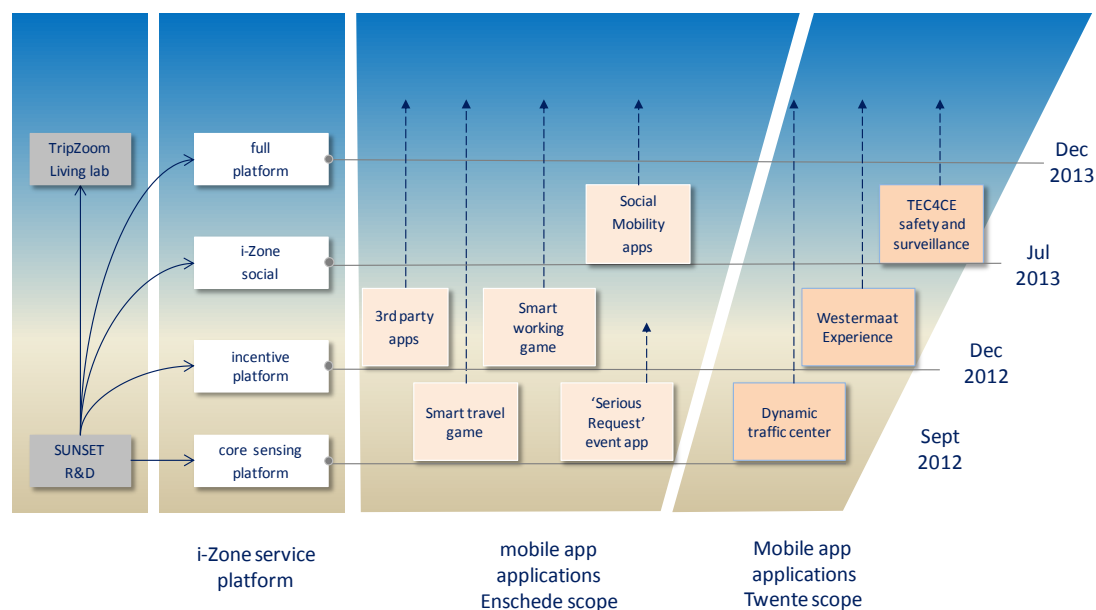 TripZoom
Living lab
SUNSET
R&D
full
platform
i-Zone
social
incentive
platform
core sensing
platform
3rd party
apps
Smart travel
game
Smart
working
game
‘Serious
Request’
event app
Social
Mobility
apps
Dynamic
traffic center
Westermaat
Experience
TEC4CE
safety and
surveillance
Dec
2013
Jul
2013
Dec
2012
Sept
2012
i-Zone service
platform
mobile app
applications
Enschede scope
Mobile app
applications
Twente scope